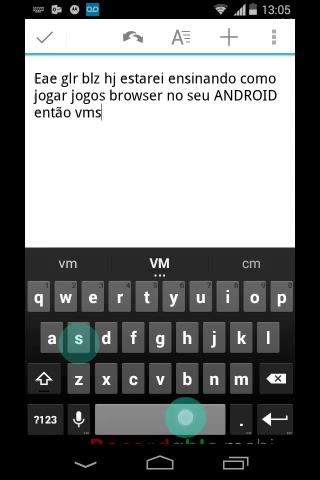 13:05
Eae glr blz hj estarei ensinando como
jogar jogos browser no seu ANDROID
então vms
vm VM cm
q w e r t y u i o p
a s d f g h j k l
z x c v b n m
?123 .